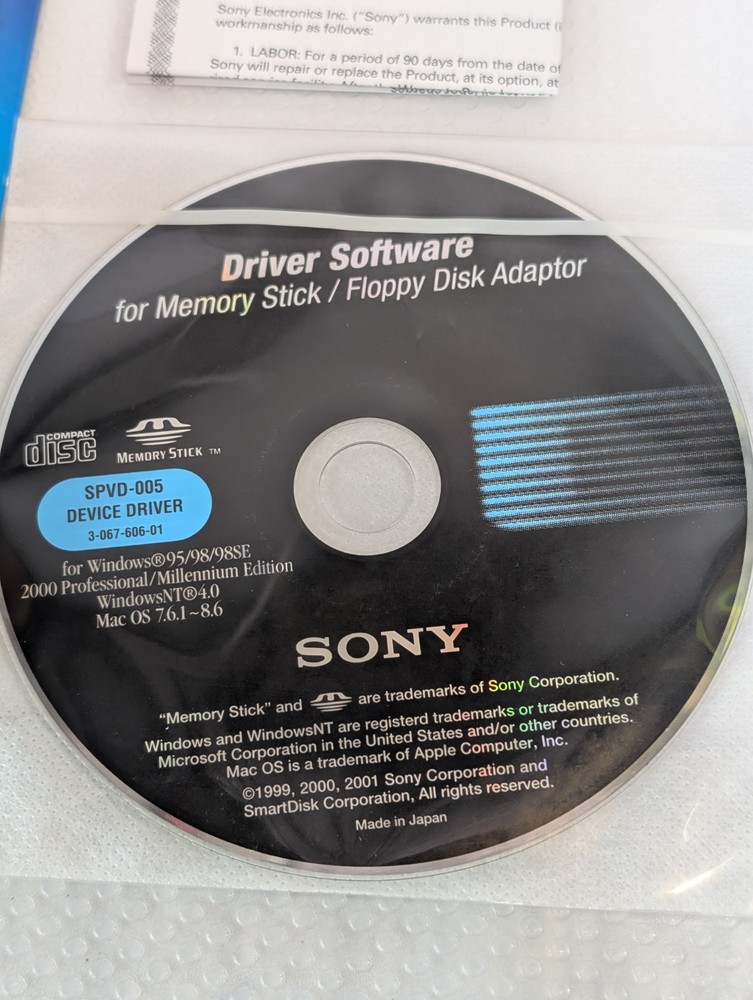 Sony Electronics Inc. ("Sony") warrants this Product
workmanship as follows:
1. LABOR: For a period of 90 days from the date of
Sony will repair or replace the Product, at its option, at
Driver Software
for Memory Stick / Floppy Disk Adaptor
COMPACT
disc
MEMORY STICK ™
SPVD-005
DEVICE DRIVER
3-067-606-01
for Windows®95/98/98SE
2000 Professional/Millennium Edition
WindowsNT®4.0
Mac OS 7.6.1~8.6
SONY
"Memory Stick" and are trademarks of Sony Corporation.
Windows and WindowsNT are registerd trademarks or trademarks of
Microsoft Corporation in the United States and/or other countries.
Mac OS is a trademark of Apple Computer, Inc.
©1999, 2000, 2001 Sony Corporation and
SmartDisk Corporation, All rights reserved.
Made in Japan